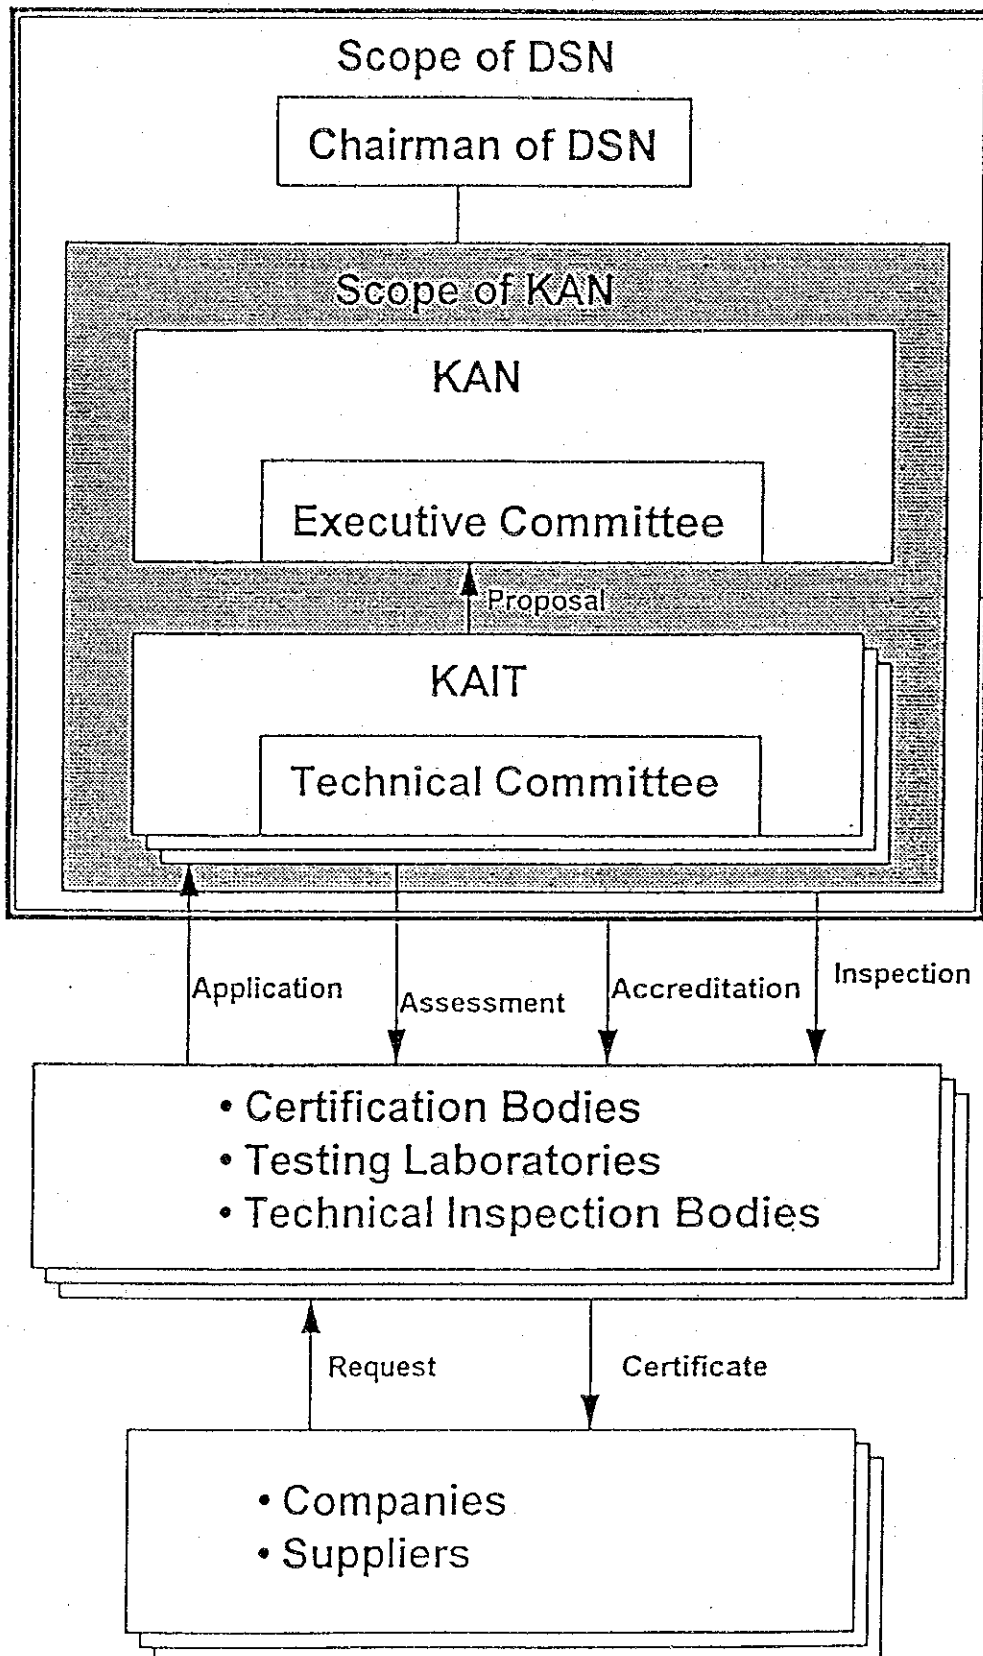 Scope of DSN
Chairman of DSN
Scope of KAN
KAN
Executive Committee
Proposal
KAIT
Technical Committee
Application
Assessment
Accreditation
Inspection
• Certification Bodies
• Testing Laboratories
• Technical Inspection Bodies
Request
Certificate
• Companies
• Suppliers